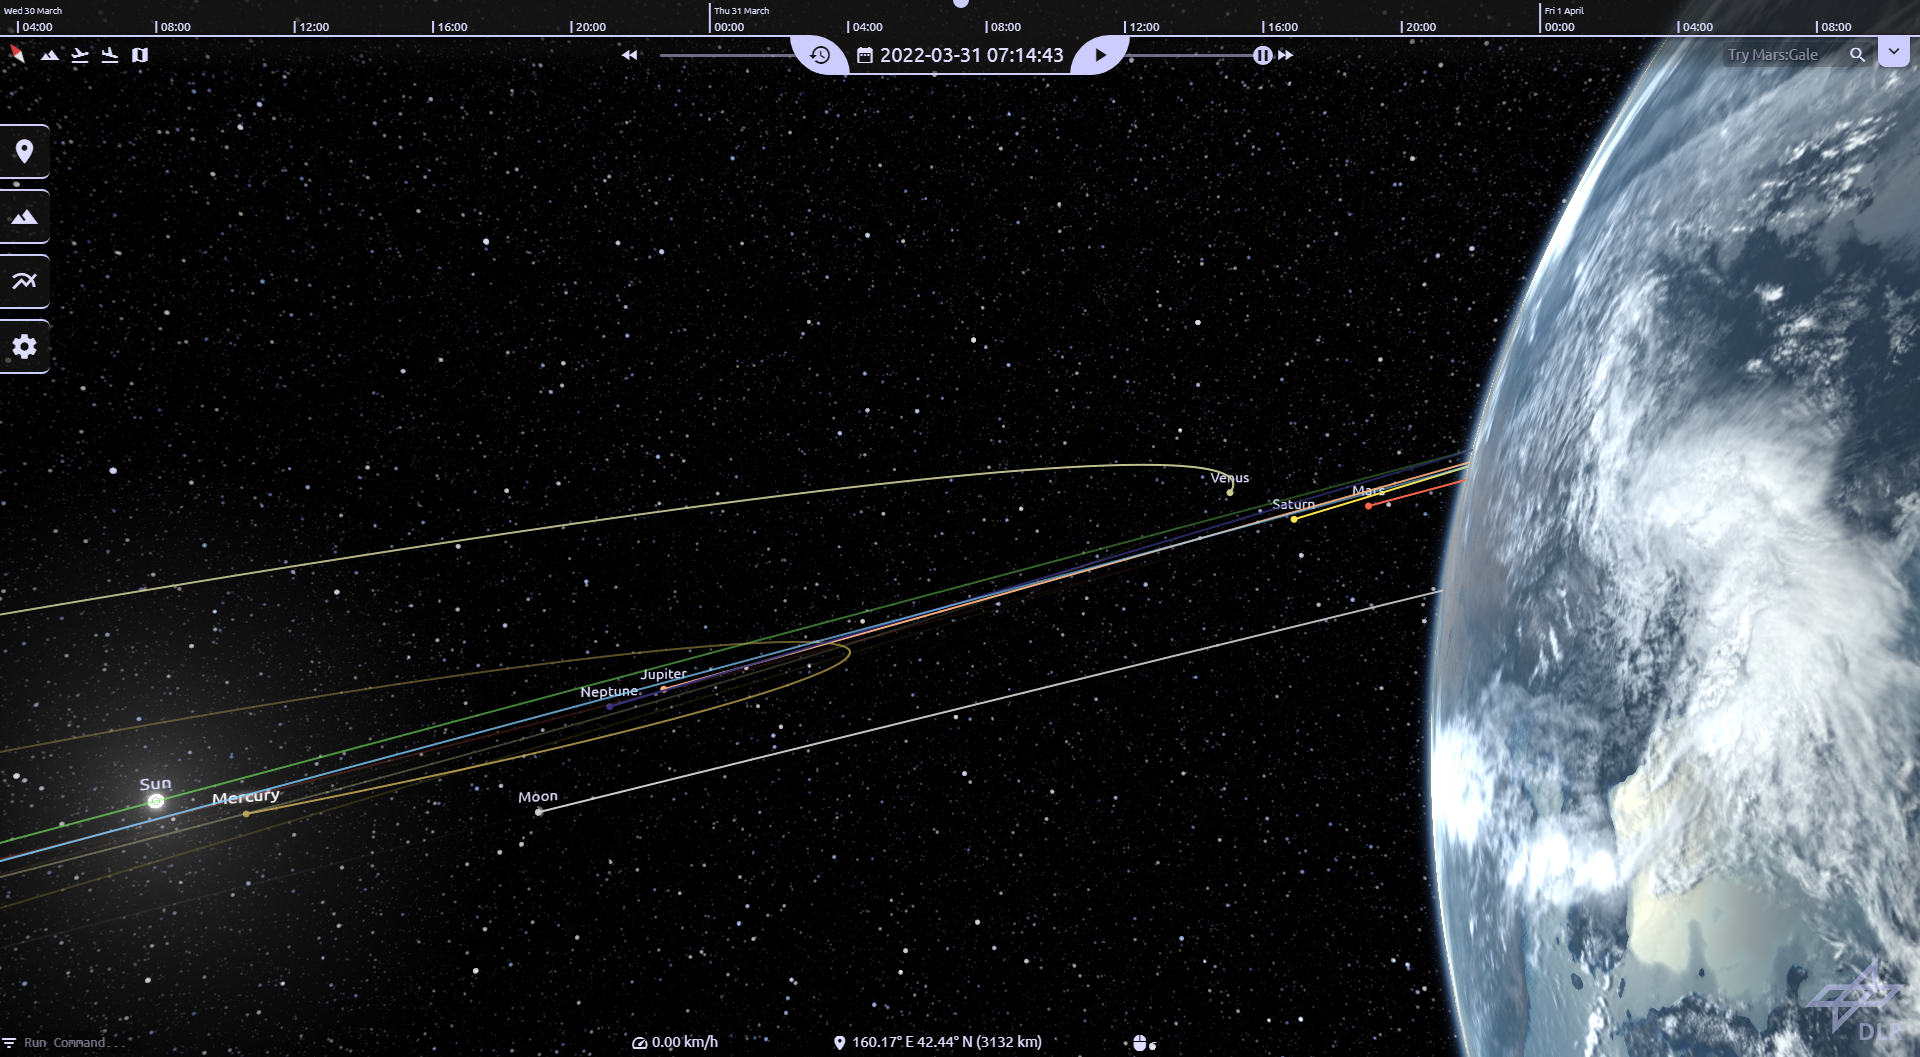 Wed 30 March
Thu 31 March
Fri 1 April
04:00
08:00
12:00
16:00
20:00
00:00
04:00
08:00
12:00
16:00
20:00
00:00
04:00
08:00
2022-03-31 07:14:43
Try Mars:Gale
Venus
Saturn
Mars
Jupiter
Neptune
Sun
Mercury
Moon
DLR
Run Command...
0.00 km/h
160.17° E 42.44° N (3132 km)